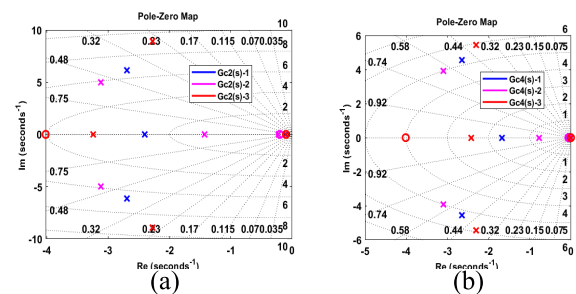 Pole-Zero Map
10
0.32 0.23 0.17 0.115 0.07 0.035 8
0.48
6
0.75
4
2
Gc2(s)-1
Gc2(s)-2
Gc2(s)-3
10
5
0
-5
-10
Im (seconds-1)
2
0.75
4
0.48
6
0.32 0.23 0.17 0.115 0.07 0.035 8
10
-4 -3 -2 -1 0
Re (seconds-1)
(a)
Pole-Zero Map
6
0.58 0.44 0.32 0.23 0.15 0.075
0.74
4
0.92
2
Gc4(s)-1
Gc4(s)-2
Gc4(s)-3
6
4
2
0
-2
-4
-6
Im (seconds-1)
0.92
2
0.74
4
0.58 0.44 0.32 0.23 0.15 0.075
6
-5 -4 -3 -2 -1 0
Re (seconds-1)
(b)